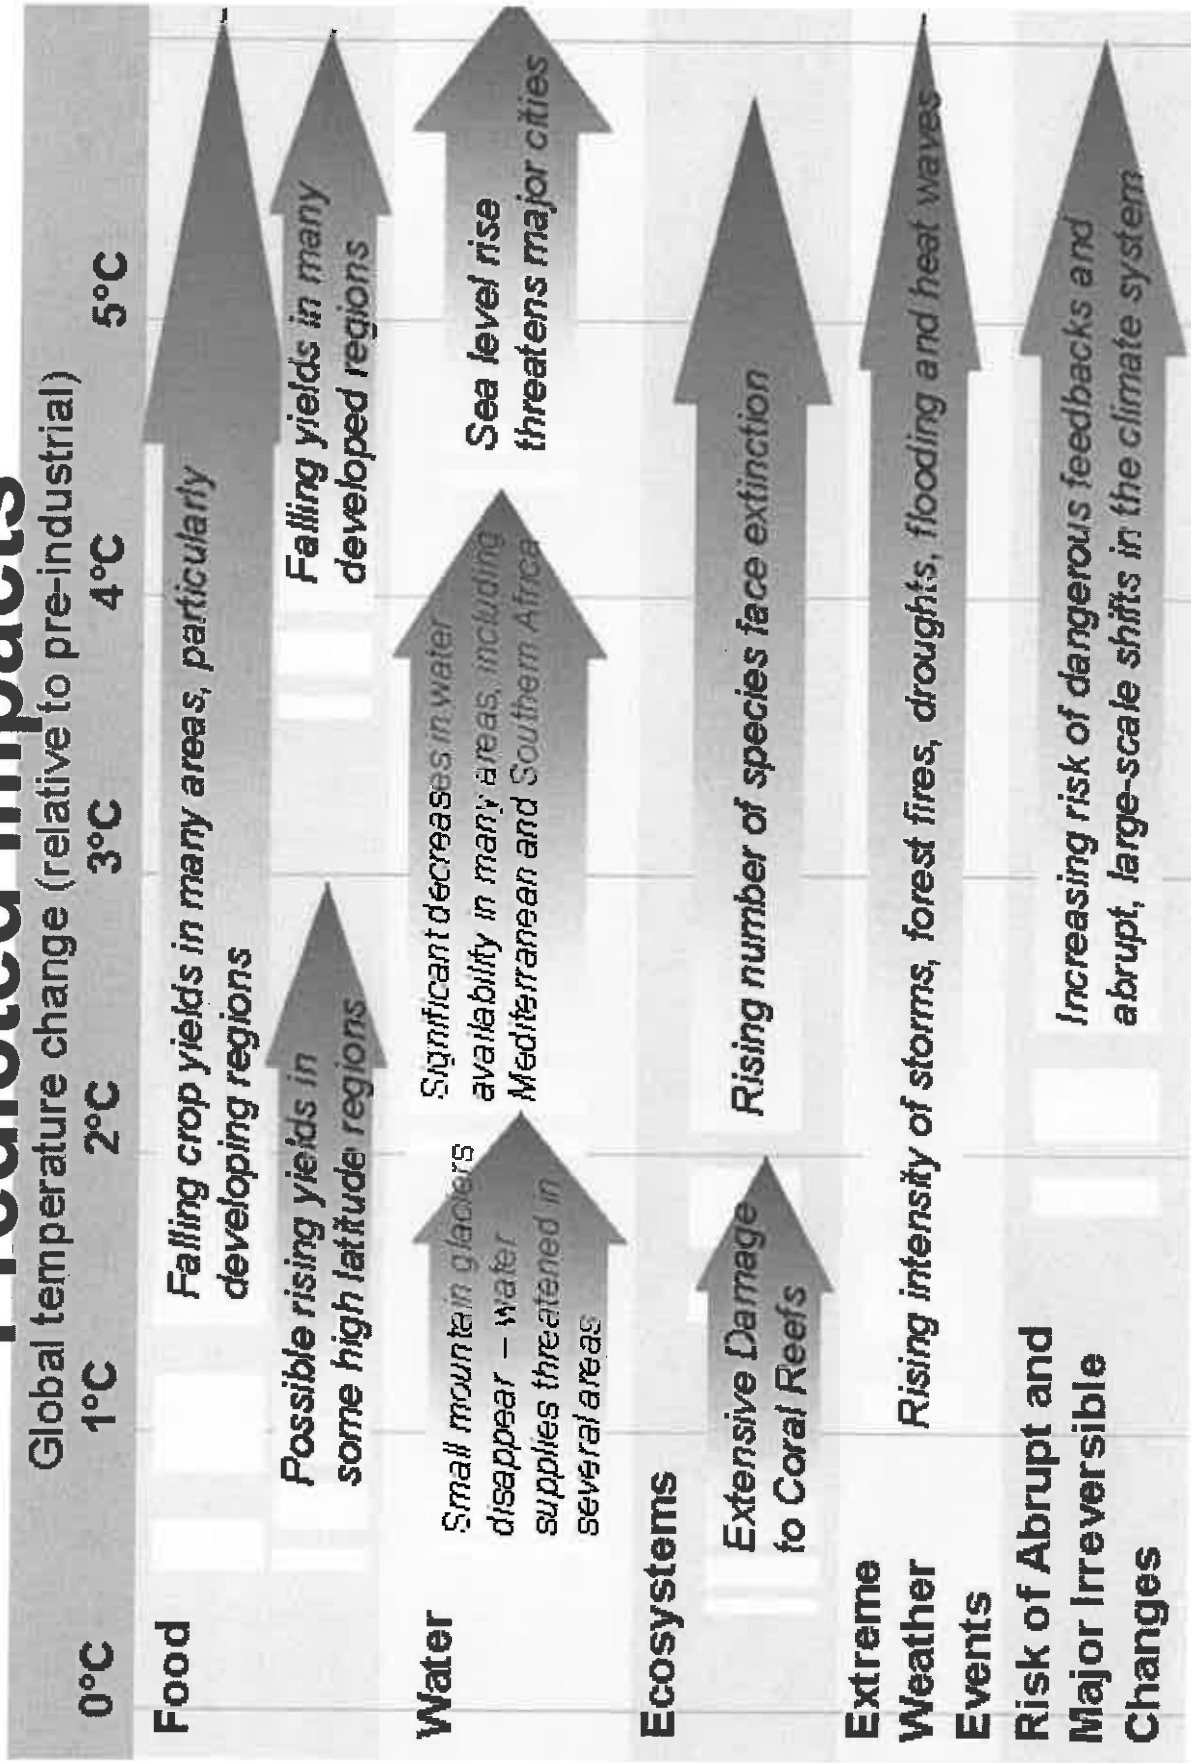 Projected Impacts
Global temperature change (relative to pre-industrial)
0°C 1°C 2°C 3°C 4°C 5°C
Food
Falling crop yields in many areas, particularly
developing regions
Possible rising yields in
some high latitude regions
Falling yields in many
developed regions
Water
Small mountain glaciers
disappear – water
supplies threatened in
several areas
Significant decreases in water
availability in many areas, including
Mediterranean and Southern Africa
Sea level rise
threatens major cities
Ecosystems
Extensive Damage
to Coral Reefs
Rising number of species face extinction
Extreme
Weather
Events
Rising intensity of storms, forest fires, droughts, flooding and heat waves
Risk of Abrupt and
Major Irreversible
Changes
Increasing risk of dangerous feedbacks and
abrupt, large-scale shifts in the climate system